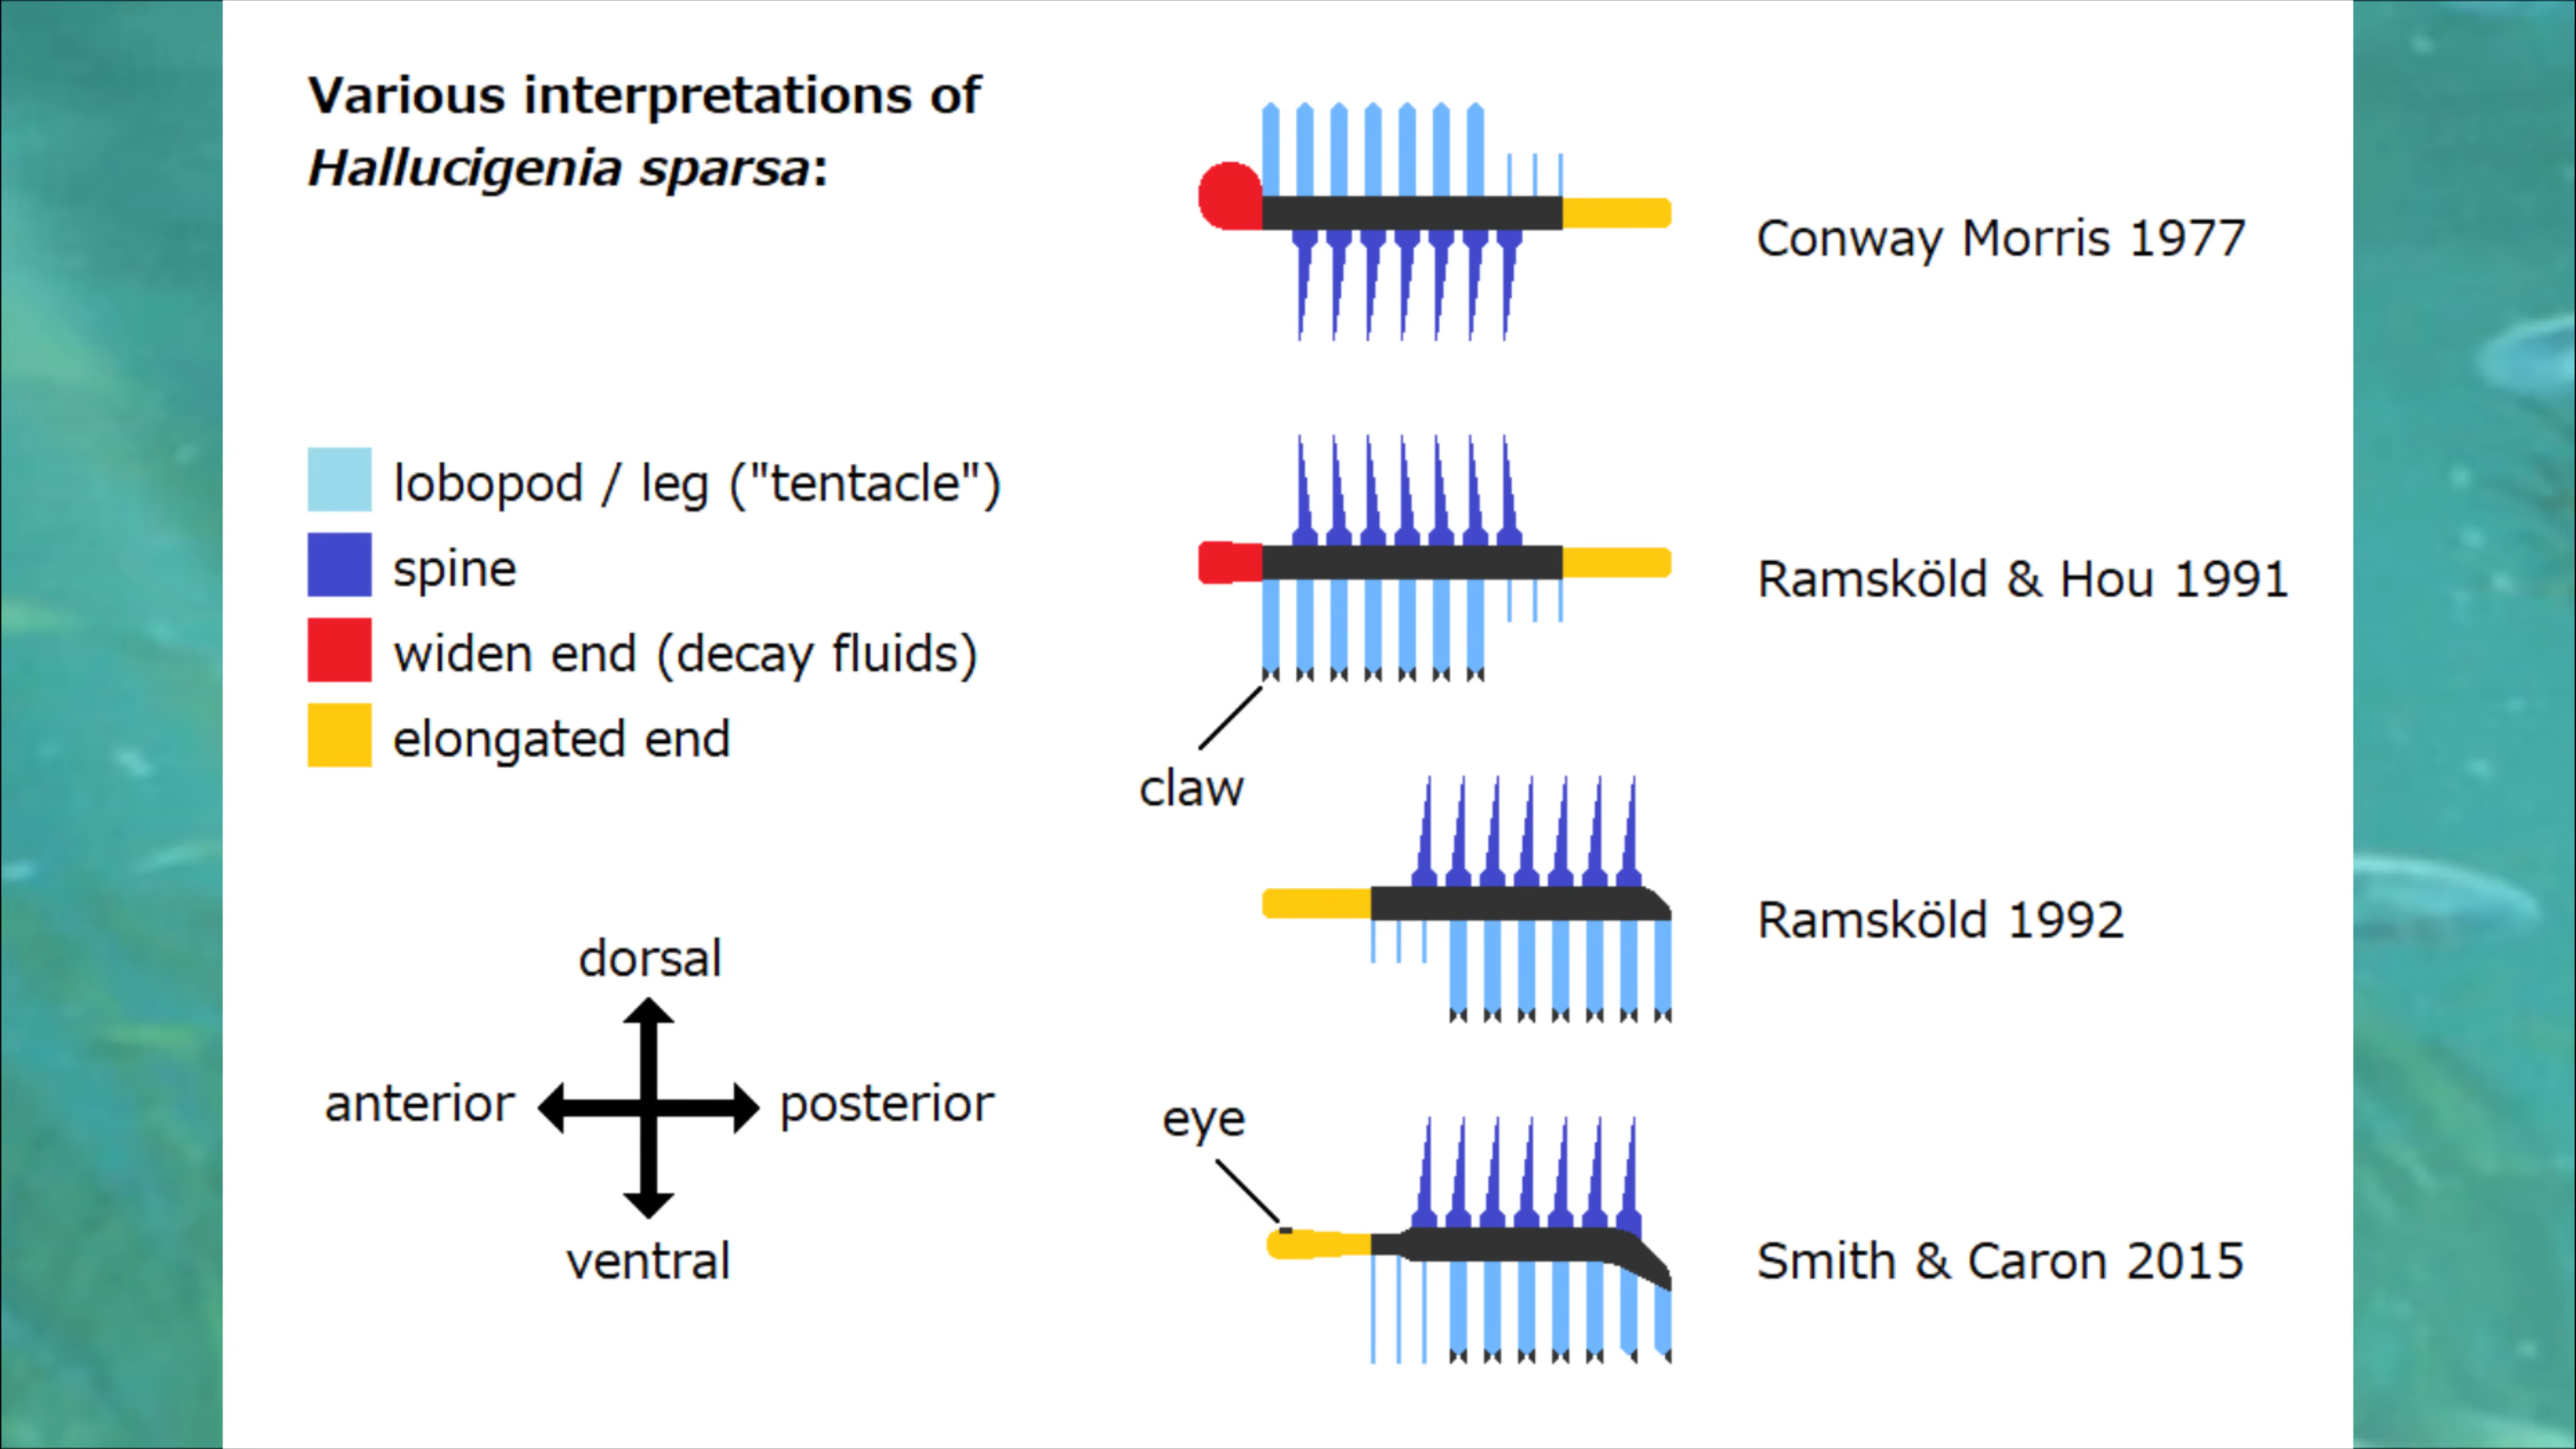 Various interpretations of
Hallucigenia sparsa:
Conway Morris 1977
lobopod / leg ("tentacle")
spine
widen end (decay fluids)
elongated end
Ramsköld & Hou 1991
claw
Ramsköld 1992
dorsal
anterior
posterior
ventral
eye
Smith & Caron 2015